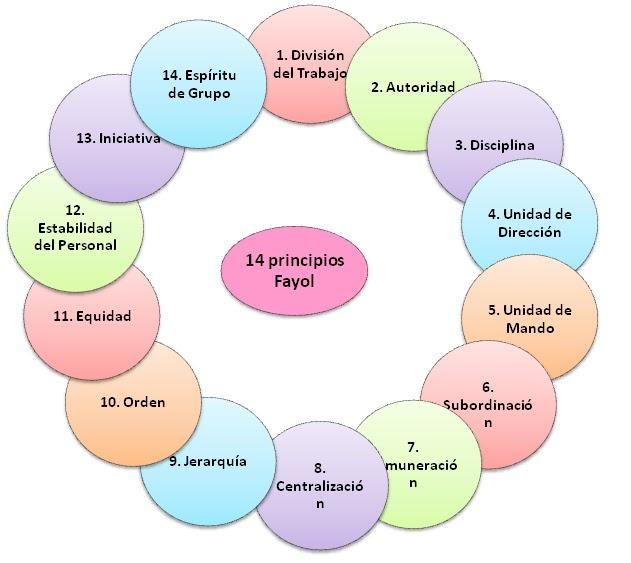 1. División
del Trabajo
2. Autoridad
3. Disciplina
4. Unidad de
Dirección
5. Unidad de
Mando
6.
Subordinació
n
7.
muneració
n
8.
Centralizació
n
9. Jerarquía
10. Orden
11. Equidad
12.
Estabilidad
del Personal
13. Iniciativa
14. Espíritu
de Grupo
14 principios
Fayol